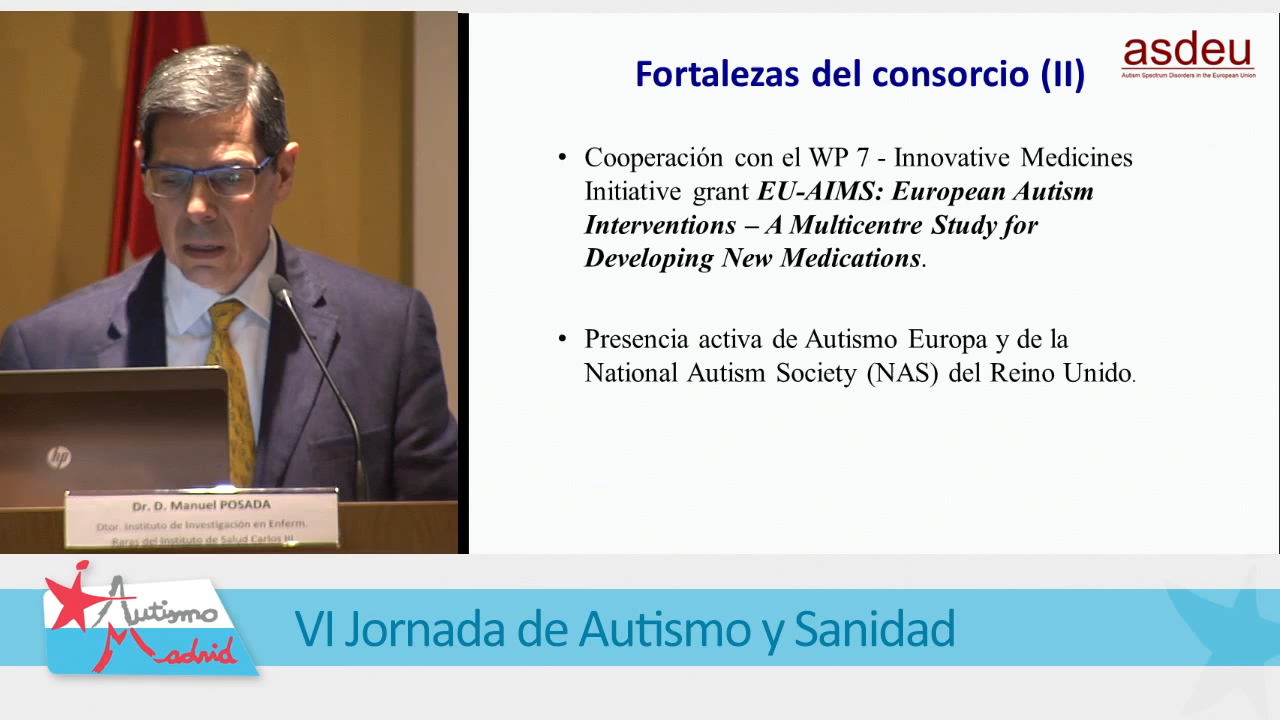 Fortalezas del consorcio (II)
asdeu
Autism Spectrum Disorders in the European Union
• Cooperación con el WP 7 - Innovative Medicines
Initiative grant EU-AIMS: European Autism
Interventions – A Multicentre Study for
Developing New Medications.
• Presencia activa de Autismo Europa y de la
National Autism Society (NAS) del Reino Unido.
hp
Dr. D. Manuel POSADA
Dtor. Instituto de Investigación en Enferm.
Raras del Instituto de Salud Carlos III
Autismo
Madrid
VI Jornada de Autismo y Sanidad